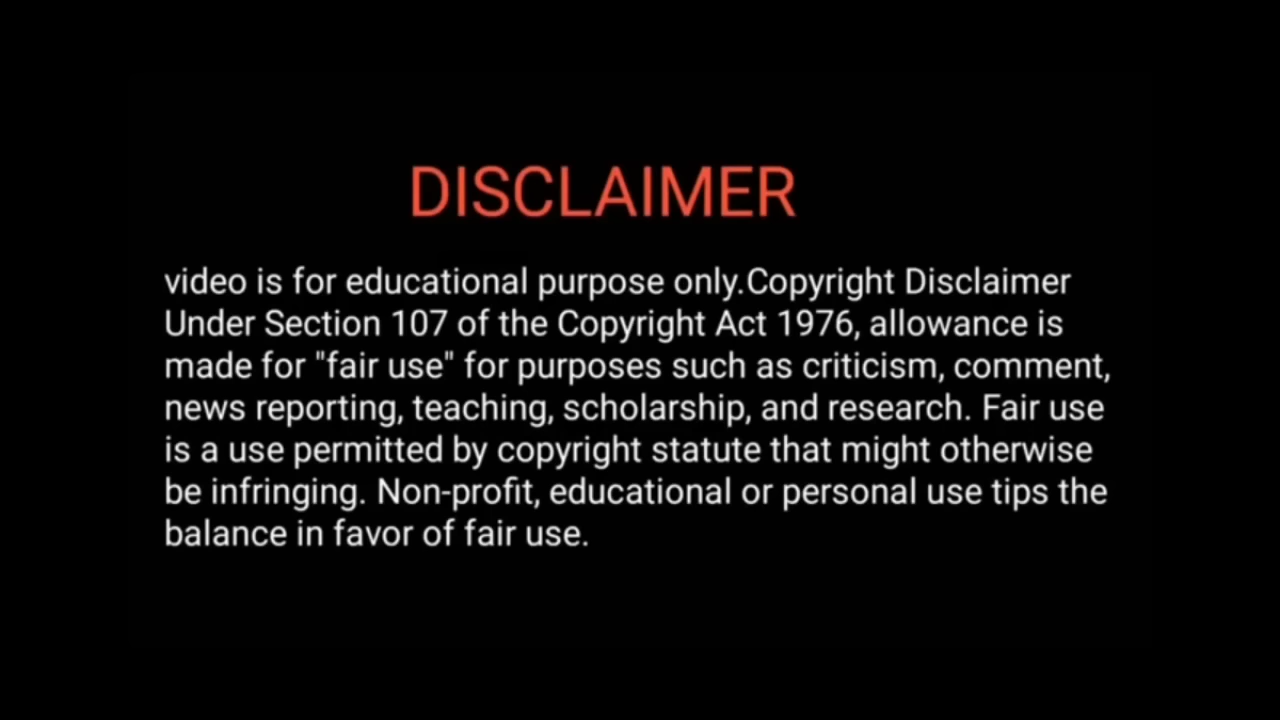 DISCLAIMER
video is for educational purpose only.Copyright Disclaimer
Under Section 107 of the Copyright Act 1976, allowance is
made for "fair use" for purposes such as criticism, comment,
news reporting, teaching, scholarship, and research. Fair use
is a use permitted by copyright statute that might otherwise
be infringing. Non-profit, educational or personal use tips the
balance in favor of fair use.